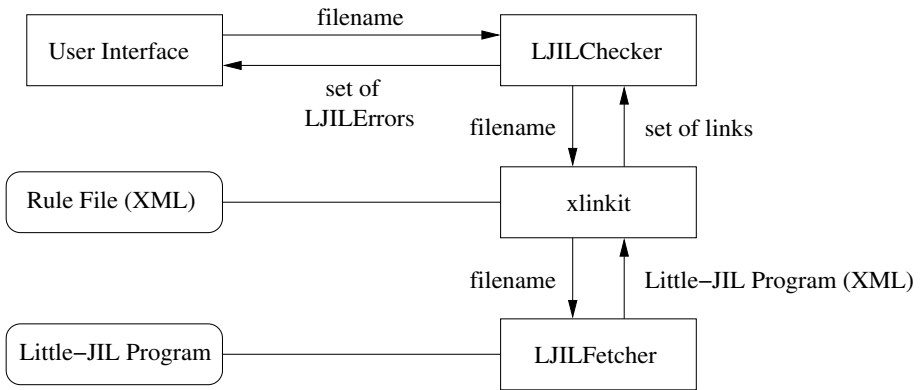 filename
User Interface
LJILChecker
set of
LJILErrors
filename
set of links
Rule File (XML)
xlinkit
filename
Little−JIL Program (XML)
Little−JIL Program
LJILFetcher